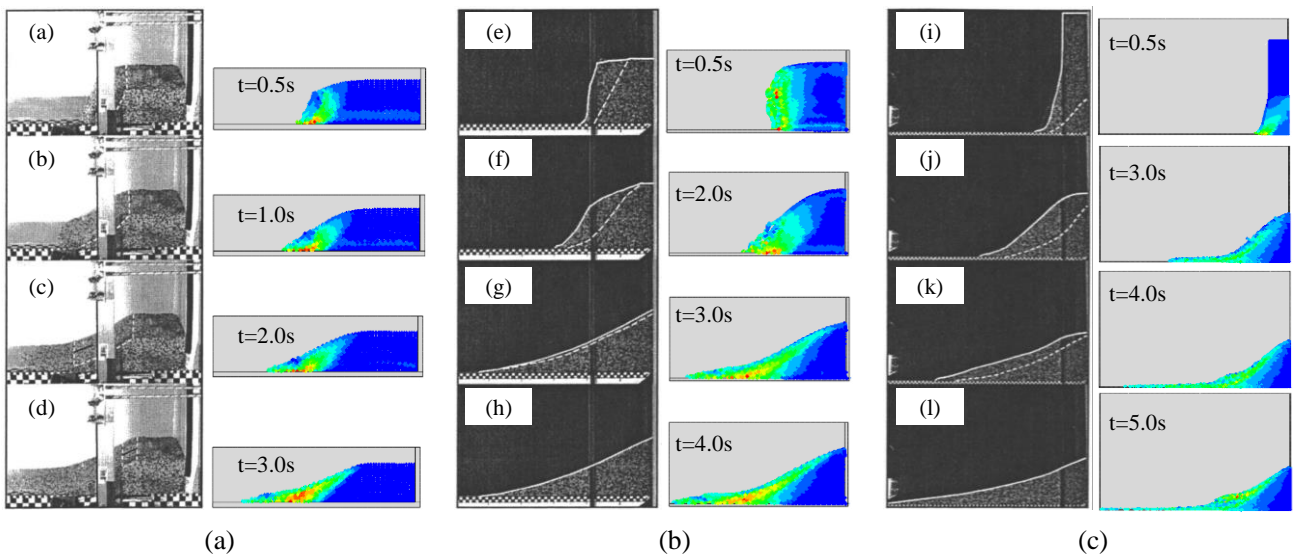 (a)
t=0.5s
(b)
t=1.0s
(c)
t=2.0s
(d)
t=3.0s
(a)
(e)
t=0.5s
(f)
t=2.0s
(g)
t=3.0s
(h)
t=4.0s
(b)
(i)
t=0.5s
(j)
t=3.0s
(k)
t=4.0s
(l)
t=5.0s
(c)